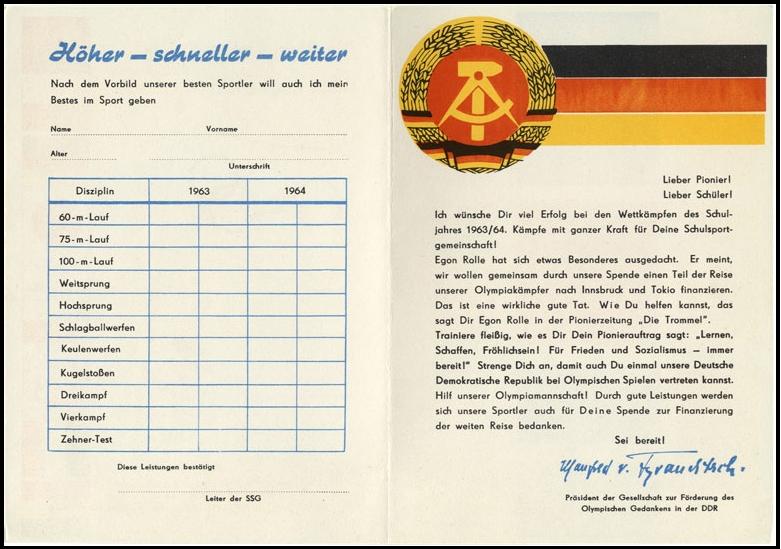 Höher – schneller – weiter
Nach dem Vorbild unserer besten Sportler will auch ich mein
Bestes im Sport geben
Name Vorname
Alter
Unterschrift
Disziplin 1963 1964
60-m-Lauf
75-m-Lauf
100-m-Lauf
Weitsprung
Hochsprung
Schlagballwerfen
Keulenwerfen
Kugelstoßen
Dreikampf
Vierkampf
Zehner-Test
Diese Leistungen bestätigt
Leiter der SSG
Lieber Pionier!
Lieber Schüler!
Ich wünsche Dir viel Erfolg bei den Wettkämpfen des Schul-
jahres 1963/64. Kämpfe mit ganzer Kraft für Deine Schulsport-
gemeinschaft!
Egon Rolle hat sich etwas Besonderes ausgedacht. Er meint,
wir wollen gemeinsam durch unsere Spende einen Teil der Reise
unserer Olympiakämpfer nach Innsbruck und Tokio finanzieren.
Das ist eine wirkliche gute Tat. Wie Du helfen kannst, das
sagt Dir Egon Rolle in der Pionierzeitung „Die Trommel".
Trainiere fleißig, wie es Dir Dein Pionierauftrag sagt: „Lernen,
Schaffen, Fröhlichsein! Für Frieden und Sozialismus – immer
bereit!" Strenge Dich an, damit auch Du einmal unsere Deutsche
Demokratische Republik bei Olympischen Spielen vertreten kannst.
Hilf unserer Olympiamannschaft! Durch gute Leistungen werden
sich unsere Sportler auch für Deine Spende zur Finanzierung
der weiten Reise bedanken.
Sei bereit!
Manfred v. Brauchitsch.
Präsident der Gesellschaft zur Förderung des
Olympischen Gedankens in der DDR